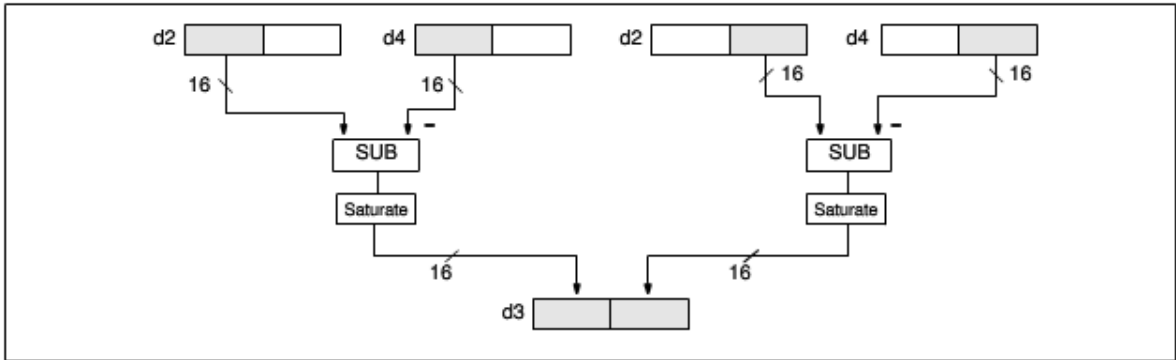 d2 d4 d2 d4
16 16 16 16
- -
SUB SUB
Saturate Saturate
16 16
d3